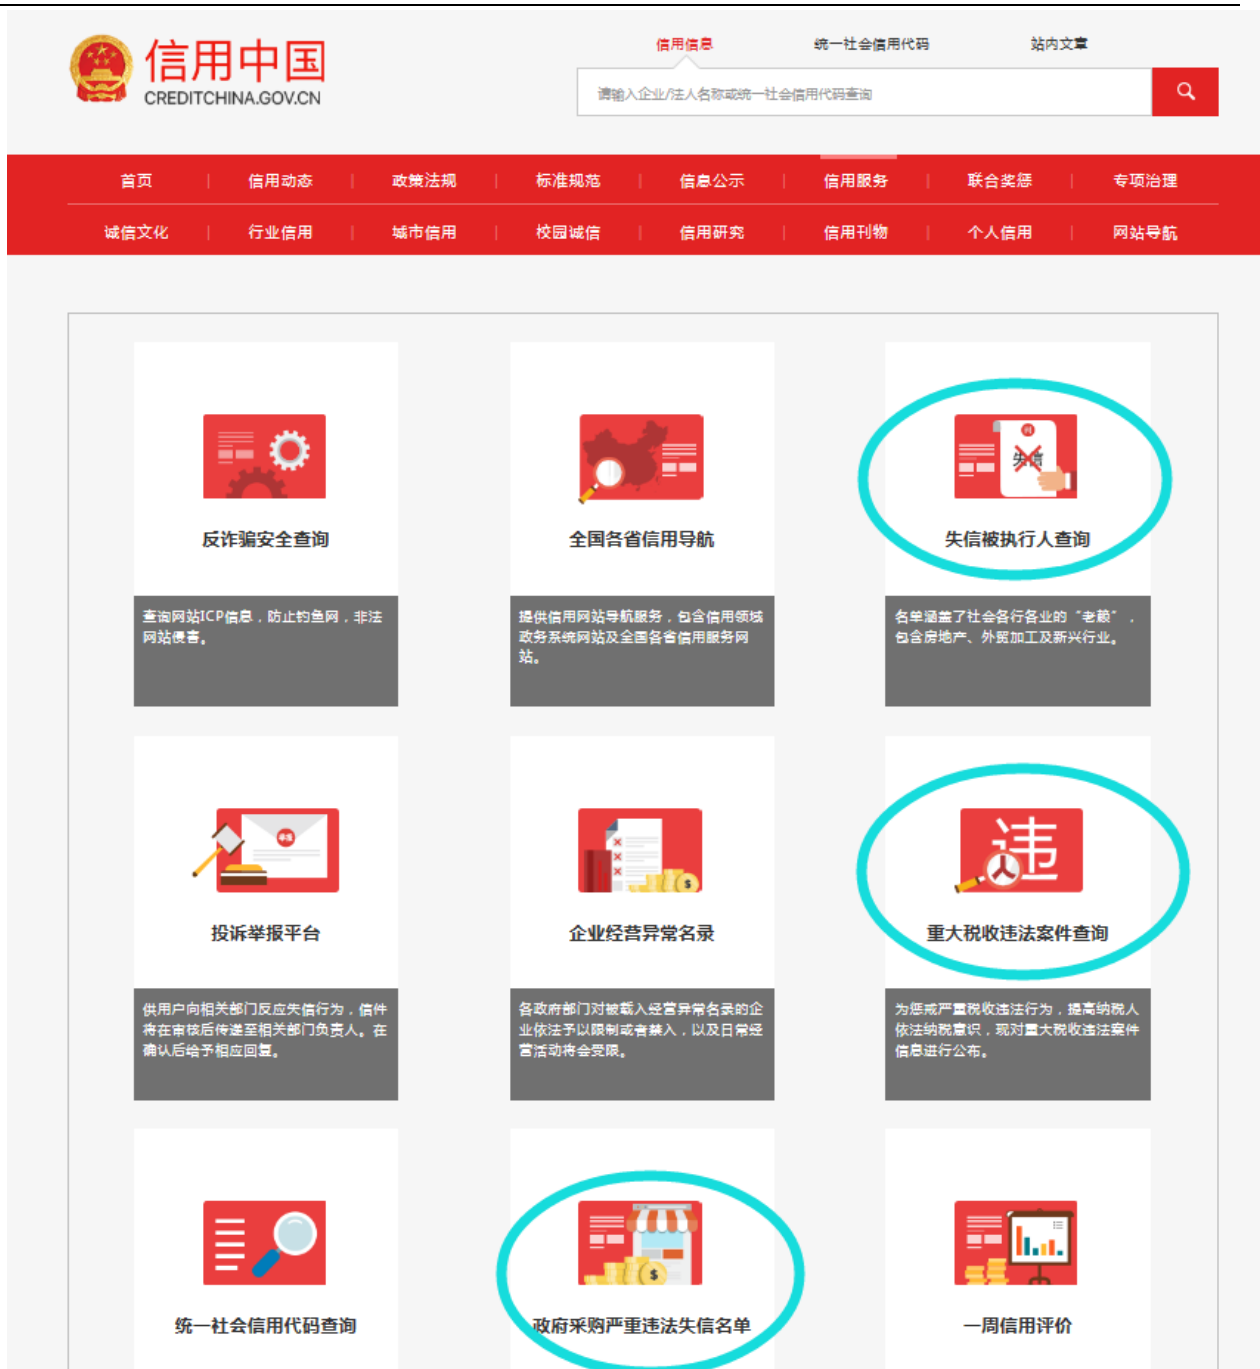 信用信息 统一社会信用代码 站内文章
信用中国
CREDITCHINA.GOV.CN
请输入企业/法人名称或统一社会信用代码查询
首页 信用动态 政策法规 标准规范 信息公示 信用服务 联合奖惩 专项治理
诚信文化 行业信用 城市信用 校园诚信 信用研究 信用刊物 个人信用 网站导航
失信
反诈骗安全查询 全国各省信用导航 失信被执行人查询
查询网站ICP信息，防止钓鱼网，非法
网站侵害。
提供信用网站导航服务，包含信用领域
政务系统网站及全国各省信用服务网
站。
名单涵盖了社会各行各业的“老赖”，
包含房地产、外贸加工及新兴行业。
举报
违
投诉举报平台 企业经营异常名录 重大税收违法案件查询
供用户向相关部门反应失信行为，信件
将在审核后传递至相关部门负责人。在
确认后给予相应回复。
各政府部门对被载入经营异常名录的企
业依法予以限制或者禁入，以及日常经
营活动将会受限。
为惩戒严重税收违法行为，提高纳税人
依法纳税意识，现对重大税收违法案件
信息进行公布。
统一社会信用代码查询 政府采购严重违法失信名单 一周信用评价